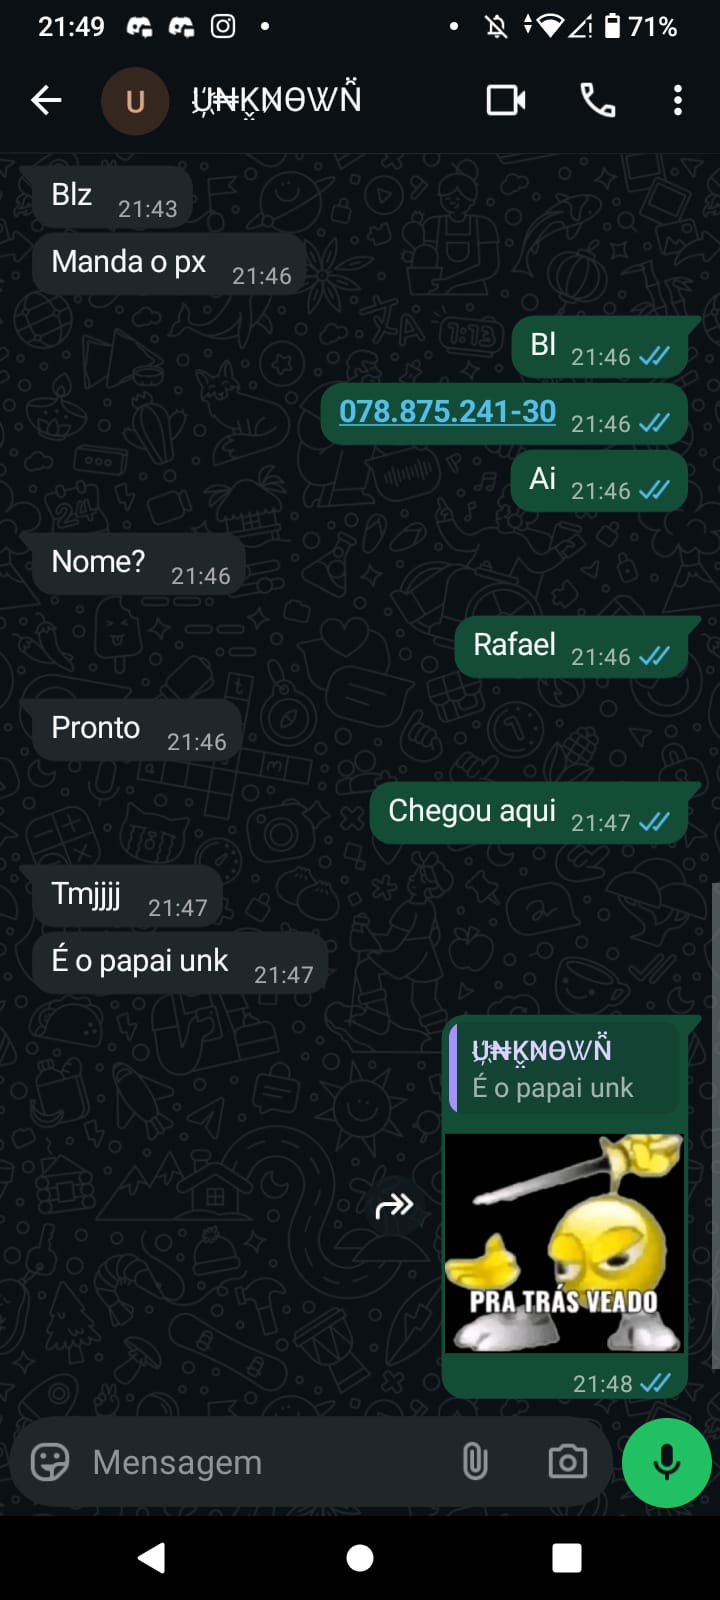 21:49
71%
U
Blz 21:43
Manda o px 21:46
Bl 21:46
078.875.241-30 21:46
Ai 21:46
Nome? 21:46
Rafael 21:46
Pronto 21:46
Chegou aqui 21:47
Tmjjjj 21:47
É o papai unk 21:47
É o papai unk
PRA TRÁS VEADO
21:48
Mensagem